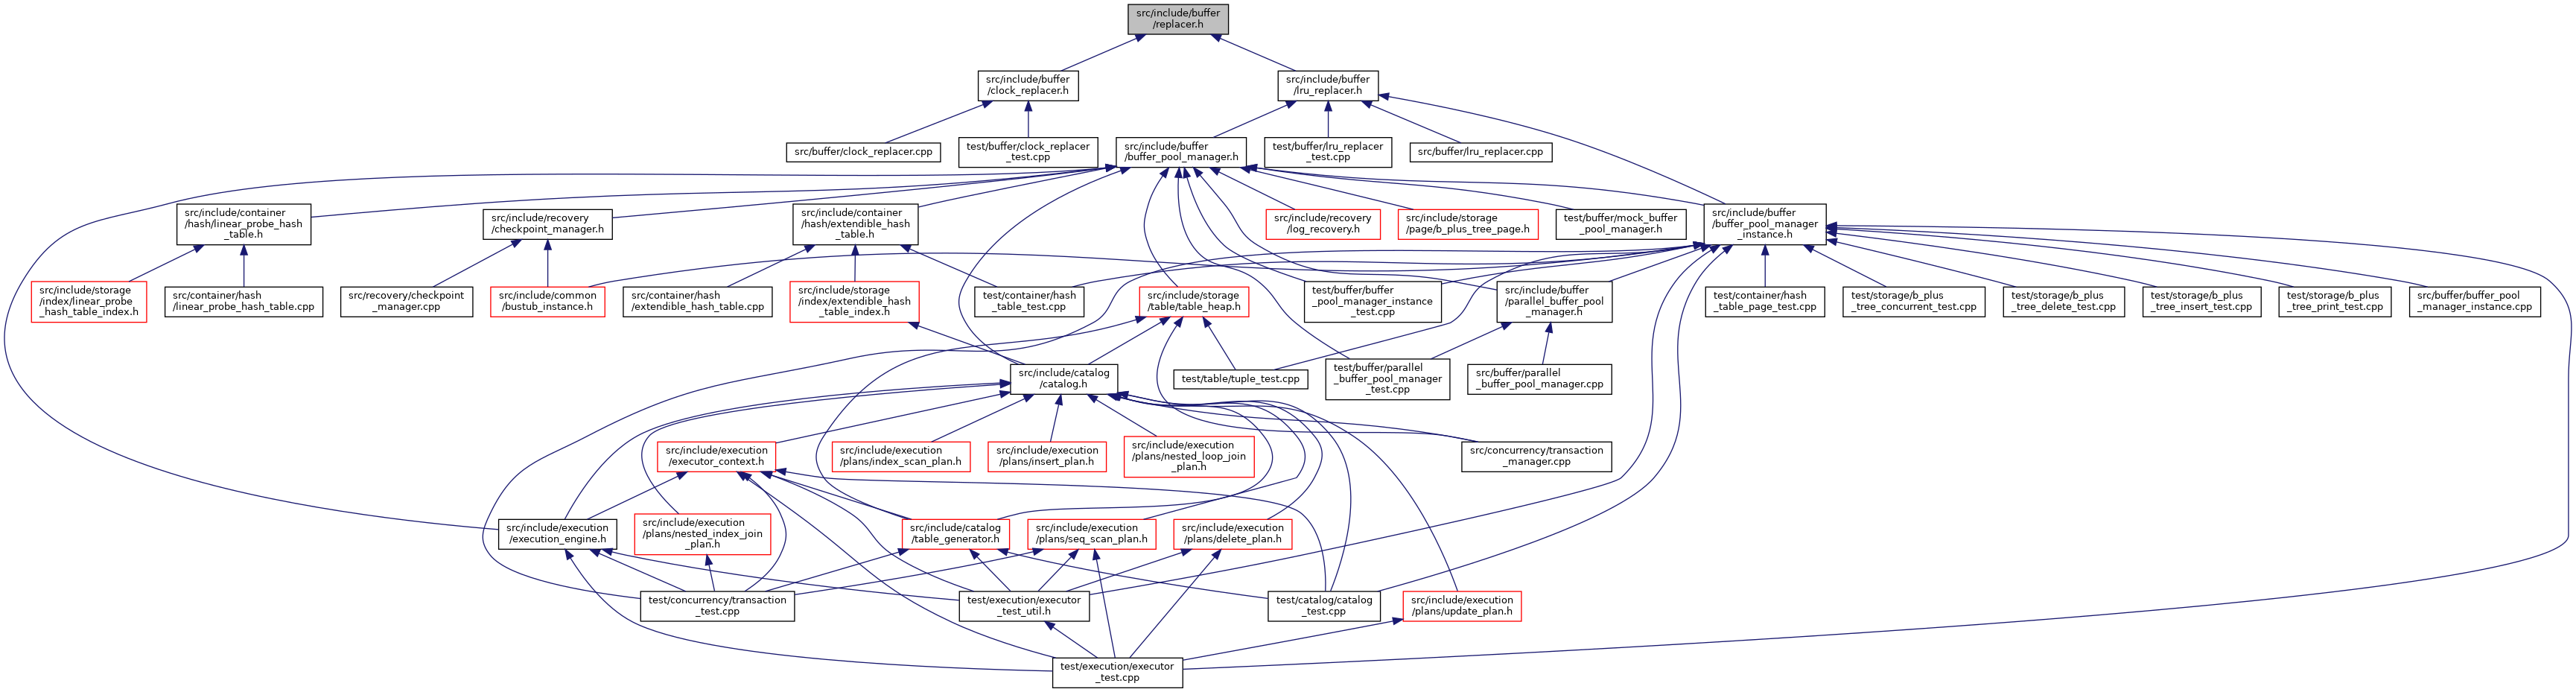 src/include/buffer
/replacer.h
src/include/buffer
/clock_replacer.h
src/include/buffer
/lru_replacer.h
src/buffer/clock_replacer.cpp
test/buffer/clock_replacer
_test.cpp
src/include/buffer
/buffer_pool_manager.h
test/buffer/lru_replacer
_test.cpp
src/buffer/lru_replacer.cpp
src/include/container
/hash/linear_probe_hash
_table.h
src/include/recovery
/checkpoint_manager.h
src/include/container
/hash/extendible_hash
_table.h
src/include/recovery
/log_recovery.h
src/include/storage
/page/b_plus_tree_page.h
test/buffer/mock_buffer
_pool_manager.h
src/include/buffer
/buffer_pool_manager
_instance.h
src/include/storage
/index/linear_probe
_hash_table_index.h
src/container/hash
/linear_probe_hash_table.cpp
src/recovery/checkpoint
_manager.cpp
src/include/common
/bustub_instance.h
src/container/hash
/extendible_hash_table.cpp
src/include/storage
/index/extendible_hash
_table_index.h
test/container/hash
_table_test.cpp
src/include/storage
/table/table_heap.h
test/buffer/buffer
_pool_manager_instance
_test.cpp
src/include/buffer
/parallel_buffer_pool
_manager.h
test/container/hash
_table_page_test.cpp
test/storage/b_plus
_tree_concurrent_test.cpp
test/storage/b_plus
_tree_delete_test.cpp
test/storage/b_plus
_tree_insert_test.cpp
test/storage/b_plus
_tree_print_test.cpp
src/buffer/buffer_pool
_manager_instance.cpp
src/include/catalog
/catalog.h
test/table/tuple_test.cpp
test/buffer/parallel
_buffer_pool_manager
_test.cpp
src/buffer/parallel
_buffer_pool_manager.cpp
src/include/execution
/executor_context.h
src/include/execution
/plans/index_scan_plan.h
src/include/execution
/plans/insert_plan.h
src/include/execution
/plans/nested_loop_join
_plan.h
src/concurrency/transaction
_manager.cpp
src/include/execution
/execution_engine.h
src/include/execution
/plans/nested_index_join
_plan.h
src/include/catalog
/table_generator.h
src/include/execution
/plans/seq_scan_plan.h
src/include/execution
/plans/delete_plan.h
test/concurrency/transaction
_test.cpp
test/execution/executor
_test_util.h
test/catalog/catalog
_test.cpp
src/include/execution
/plans/update_plan.h
test/execution/executor
_test.cpp